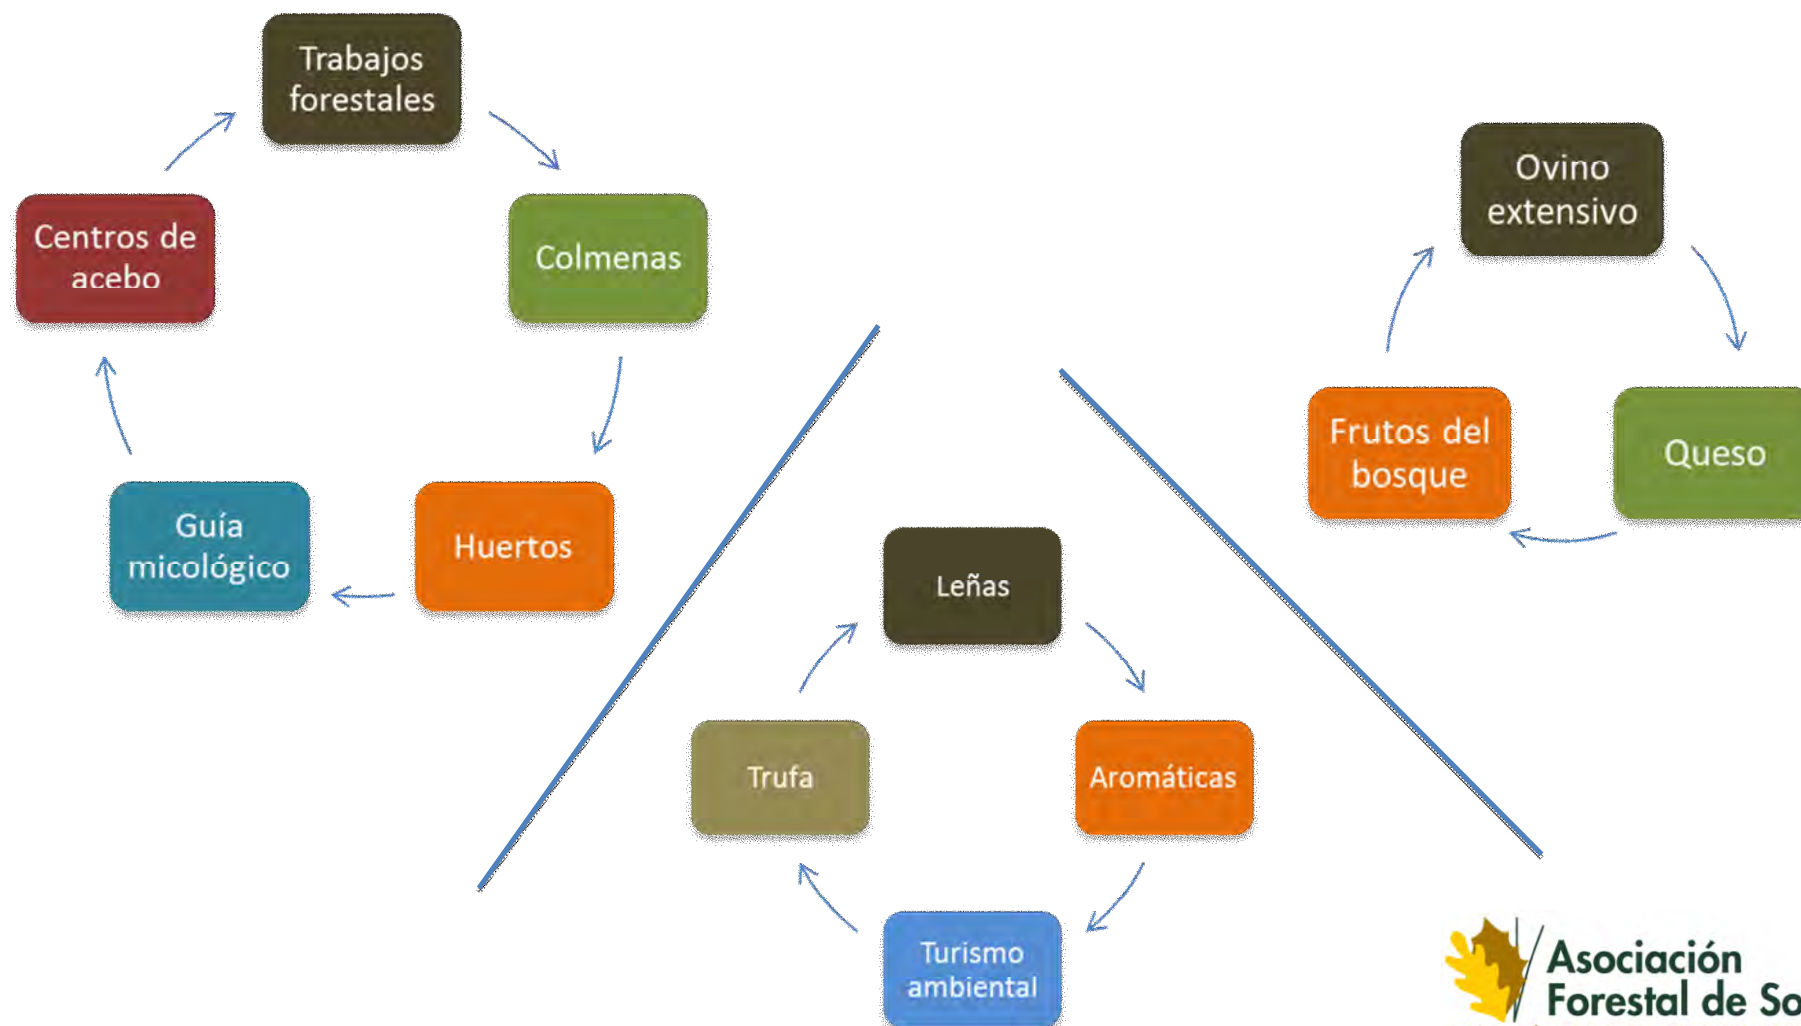 Trabajos
forestales
Colmenas
Huertos
Guía
micológico
Centros de
acebo
Ovino
extensivo
Queso
Frutos del
bosque
Leñas
Aromáticas
Turismo
ambiental
Trufa
Asociación
Forestal de So